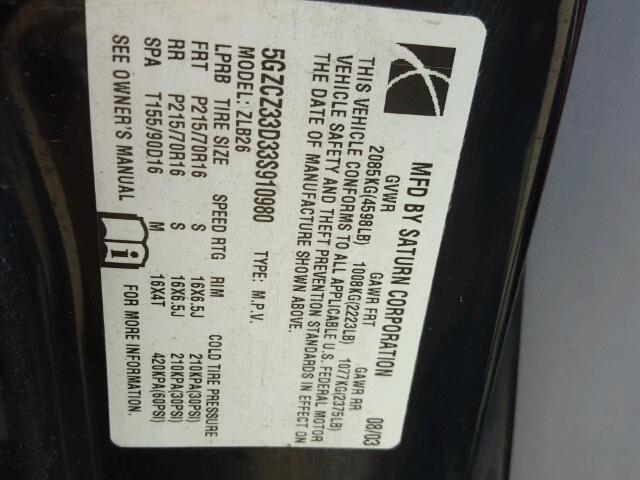 MFD BY SATURN CORPORATION 08/03
GVWR GAWR FRT GAWR RR
2085KG(4598LB) 1008KG(2223LB) 1077KG(2375LB)
THIS VEHICLE CONFORMS TO ALL APPLICABLE U.S. FEDERAL MOTOR
VEHICLE SAFETY AND THEFT PREVENTION STANDARDS IN EFFECT ON
THE DATE OF MANUFACTURE SHOWN ABOVE.
5GZCZ33D33S910980 TYPE: M.P.V.
MODEL: ZLB26
LPRB TIRE SIZE SPEED RTG RIM COLD TIRE PRESSURE
FRT P215/70R16 S 16X6.5J 210KPA(30PSI)
RR P215/70R16 S 16X6.5J 210KPA(30PSI)
SPA T155/90D16 M 16X4T 420KPA(60PSI)
SEE OWNER'S MANUAL i FOR MORE INFORMATION.